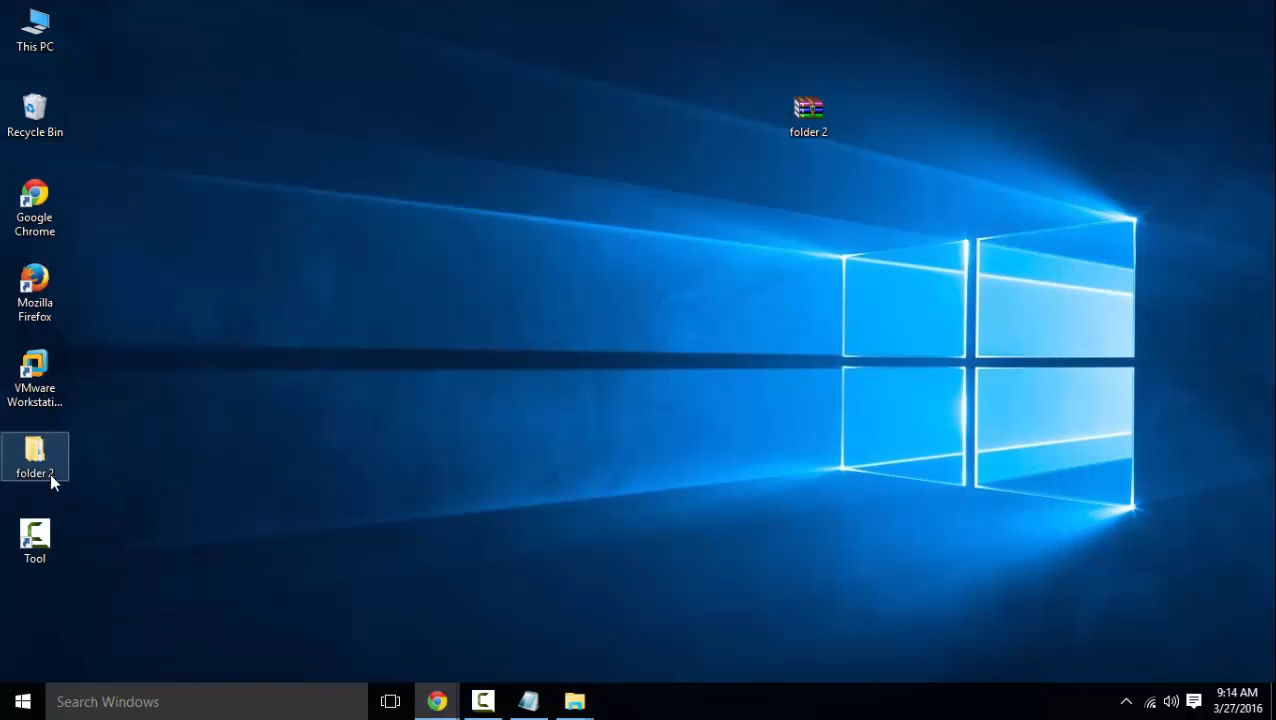 This PC
Recycle Bin
Google
Chrome
Mozilla
Firefox
VMware
Workstati...
folder 2
Tool
folder 2
Search Windows
9:14 AM
3/27/2016